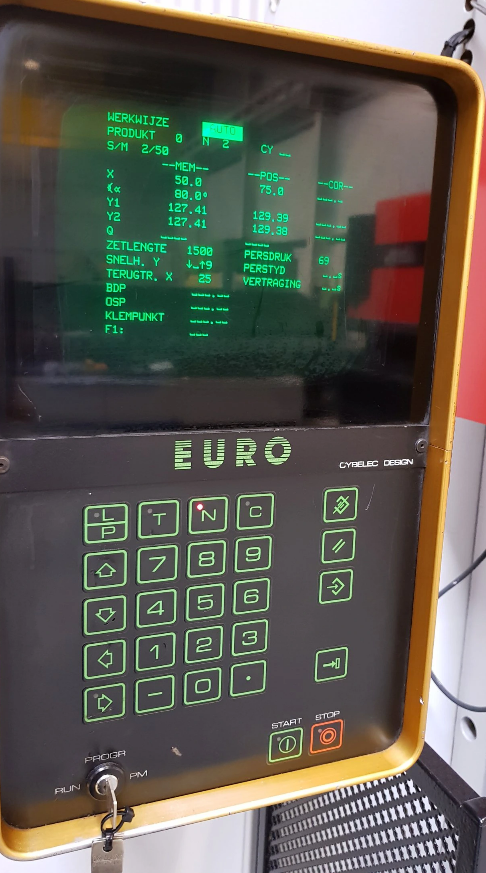 WERKWIJZE AUTO
PRODUKT 0 N 2 CY __
S/M 2/50
--MEM-- --POS-- --COR--
X 50.0 75.0 ---.--
∢« 80.0°
Y1 127.41 129.39 ---.--
Y2 127.41 129.38 ---.--
Q ---- ----
ZETLENGTE 1500 PERSDRUK 69
SNELH. Y ↓_↑9 PERSTYD _._s
TERUGTR. X 25 VERTRAGING _._s
BDP ---.--
OSP ---.--
KLEMPUNKT ---.--
F1: ---
EURO
CYBELEC DESIGN
L
P T N C
7 8 9
4 5 6
1 2 3
- 0 .
START STOP
PROGR
RUN PM